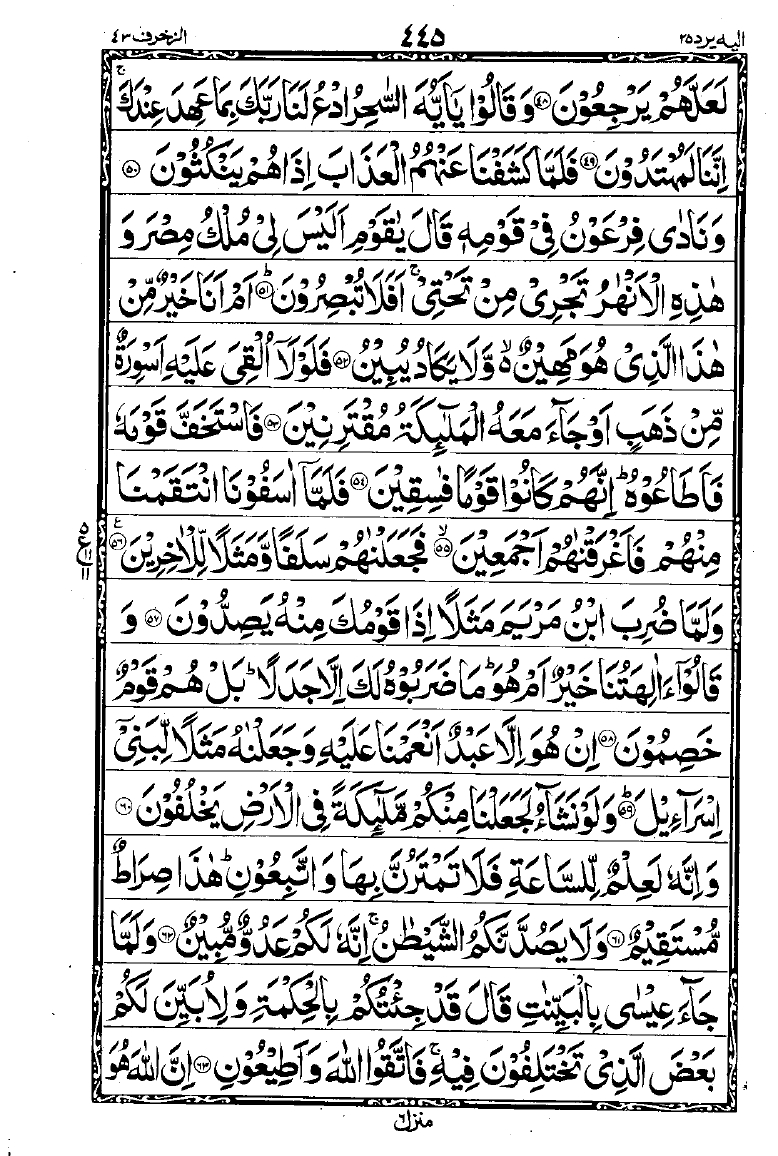 اليه يرد ٢٥ ٤٤٥ الزخرف ٤٣
لَعَلَّهُمْ يَرْجِعُوْنَ ﴿٤٨﴾ وَ قَالُوْا يٰۤاَيُّهَ السّٰحِرُ ادْعُ لَنَا رَبَّكَ بِمَا عَهِدَ عِنْدَكَ ۚ
اِنَّنَا لَمُهْتَدُوْنَ ﴿٤٩﴾ فَلَمَّا كَشَفْنَا عَنْهُمُ الْعَذَابَ اِذَا هُمْ يَنْكُثُوْنَ ﴿٥٠﴾
وَ نَادٰى فِرْعَوْنُ فِيْ قَوْمِهٖ قَالَ يٰقَوْمِ اَلَيْسَ لِيْ مُلْكُ مِصْرَ وَ
هٰذِهِ الْاَنْهٰرُ تَجْرِيْ مِنْ تَحْتِيْ ۚ اَفَلَا تُبْصِرُوْنَ ؕ﴿٥١﴾ اَمْ اَنَا خَيْرٌ مِّنْ
هٰذَا الَّذِيْ هُوَ مَهِيْنٌ ۙ۬ وَّ لَا يَكَادُ يُبِيْنُ ﴿٥٢﴾ فَلَوْ لَاۤ اُلْقِيَ عَلَيْهِ اَسْوِرَةٌ
مِّنْ ذَهَبٍ اَوْ جَآءَ مَعَهُ الْمَلٰٓئِكَةُ مُقْتَرِنِيْنَ ﴿٥٣﴾ فَاسْتَخَفَّ قَوْمَهٗ
فَاَطَاعُوْهُ ؕ اِنَّهُمْ كَانُوْا قَوْمًا فٰسِقِيْنَ ﴿٥٤﴾ فَلَمَّاۤ اٰسَفُوْنَا انْتَقَمْنَا
مِنْهُمْ فَاَغْرَقْنٰهُمْ اَجْمَعِيْنَ ۙ﴿٥٥﴾ فَجَعَلْنٰهُمْ سَلَفًا وَّ مَثَلًا لِّلْاٰخِرِيْنَ ﴿٥٦﴾ ع
٥
ع
١١
١١
وَ لَمَّا ضُرِبَ ابْنُ مَرْيَمَ مَثَلًا اِذَا قَوْمُكَ مِنْهُ يَصِدُّوْنَ ﴿٥٧﴾ وَ
قَالُوْۤا ءَاٰلِهَتُنَا خَيْرٌ اَمْ هُوَ ؕ مَا ضَرَبُوْهُ لَكَ اِلَّا جَدَلًا ؕ بَلْ هُمْ قَوْمٌ
خَصِمُوْنَ ﴿٥٨﴾ اِنْ هُوَ اِلَّا عَبْدٌ اَنْعَمْنَا عَلَيْهِ وَ جَعَلْنٰهُ مَثَلًا لِّبَنِيْۤ
اِسْرَآءِيْلَ ؕ﴿٥٩﴾ وَ لَوْ نَشَآءُ لَجَعَلْنَا مِنْكُمْ مَّلٰٓئِكَةً فِي الْاَرْضِ يَخْلُفُوْنَ ﴿٦٠﴾
وَ اِنَّهٗ لَعِلْمٌ لِّلسَّاعَةِ فَلَا تَمْتَرُنَّ بِهَا وَ اتَّبِعُوْنِ ؕ هٰذَا صِرَاطٌ
مُّسْتَقِيْمٌ ﴿٦١﴾ وَ لَا يَصُدَّنَّكُمُ الشَّيْطٰنُ ۚ اِنَّهٗ لَكُمْ عَدُوٌّ مُّبِيْنٌ ﴿٦٢﴾ وَ لَمَّا
جَآءَ عِيْسٰى بِالْبَيِّنٰتِ قَالَ قَدْ جِئْتُكُمْ بِالْحِكْمَةِ وَ لِاُبَيِّنَ لَكُمْ
بَعْضَ الَّذِيْ تَخْتَلِفُوْنَ فِيْهِ ۚ فَاتَّقُوا اللّٰهَ وَ اَطِيْعُوْنِ ﴿٦٣﴾ اِنَّ اللّٰهَ هُوَ
منزل ٦